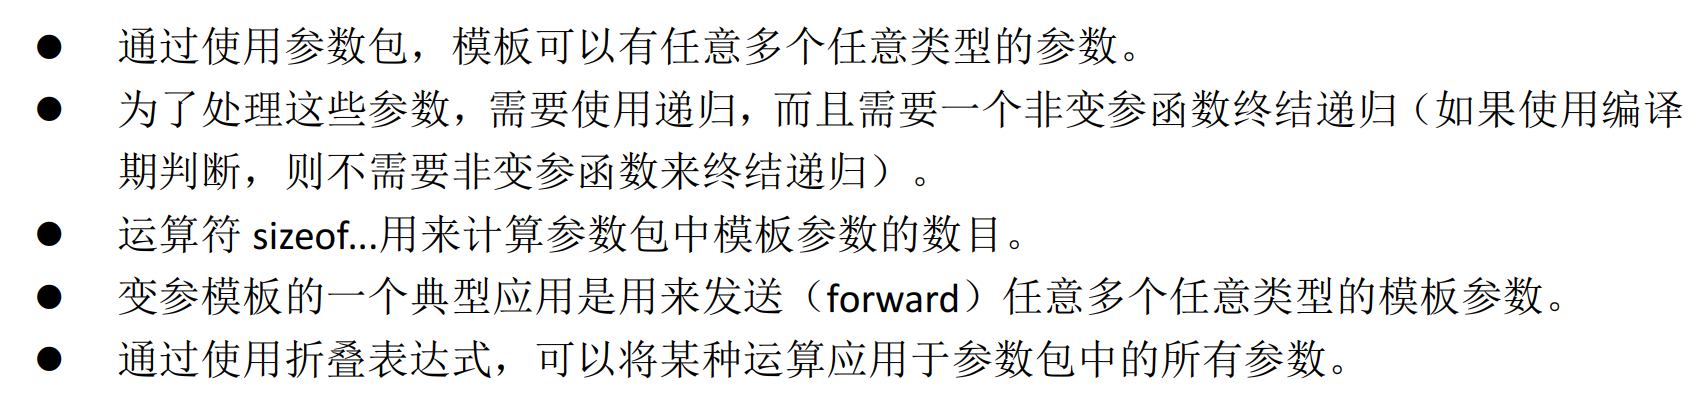 ● 通过使用参数包，模板可以有任意多个任意类型的参数。
● 为了处理这些参数，需要使用递归，而且需要一个非变参函数终结递归（如果使用编译
期判断，则不需要非变参函数来终结递归）。
● 运算符 sizeof...用来计算参数包中模板参数的数目。
● 变参模板的一个典型应用是用来发送（forward）任意多个任意类型的模板参数。
● 通过使用折叠表达式，可以将某种运算应用于参数包中的所有参数。